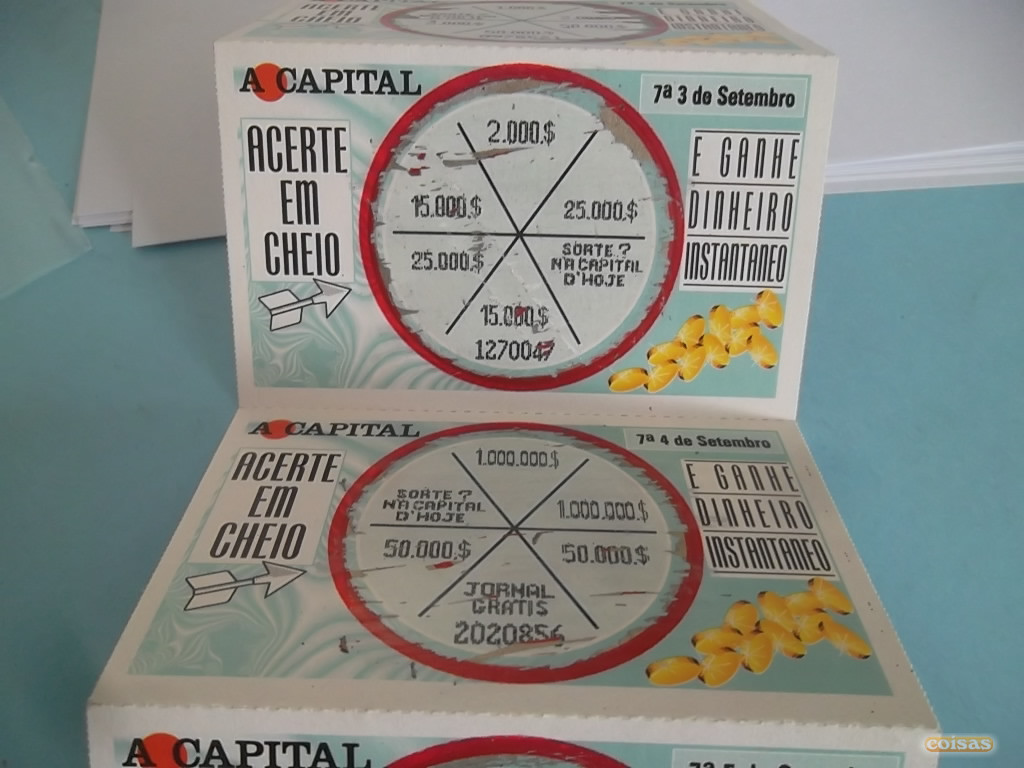 A CAPITAL
ACERTE
EM
CHEIO
7ª 3 de Setembro
E GANHE
DINHEIRO
INSTANTANEO
2.000.$
15.000.$
25.000.$
25.000.$
SORTE ?
NA CAPITAL
D'HOJE
15.000.$
1270047
A CAPITAL
ACERTE
EM
CHEIO
7ª 4 de Setembro
E GANHE
DINHEIRO
INSTANTANEO
1.000.000$
SORTE ?
NA CAPITAL
D'HOJE
1.000.000.$
50.000.$
50.000.$
JORNAL
GRATIS
2020856
A CAPITAL
coisas